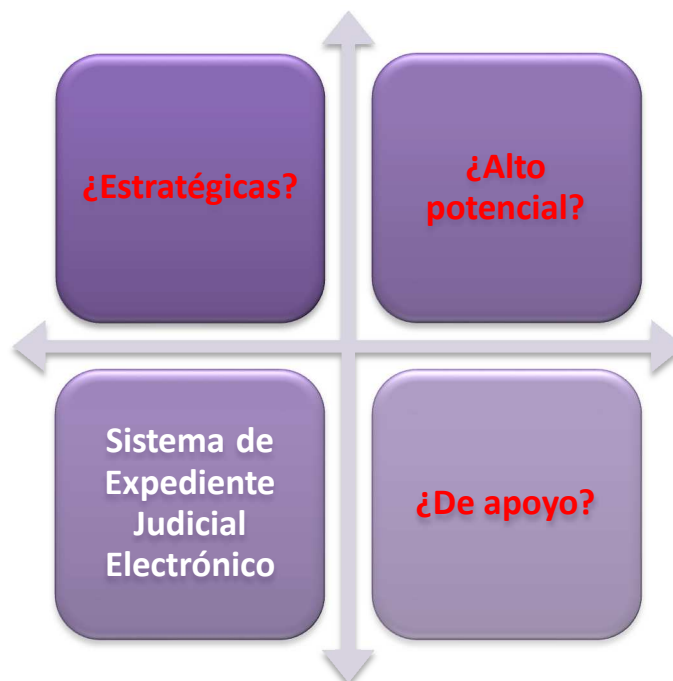 ¿Estratégicas?
¿Alto
potencial?
Sistema de
Expediente
Judicial
Electrónico
¿De apoyo?